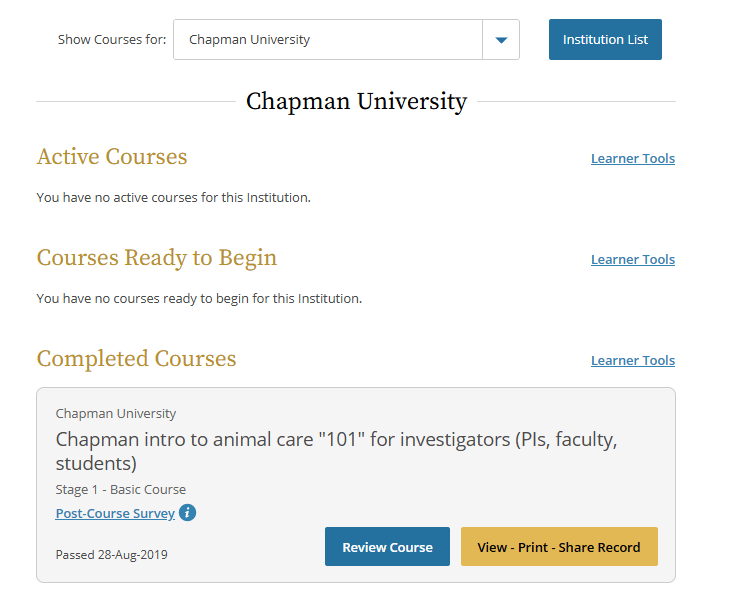 Show Courses for: Chapman University Institution List
Chapman University
Active Courses Learner Tools
You have no active courses for this Institution.
Courses Ready to Begin Learner Tools
You have no courses ready to begin for this Institution.
Completed Courses Learner Tools
Chapman University
Chapman intro to animal care "101" for investigators (PIs, faculty,
students)
Stage 1 - Basic Course
Post-Course Survey i
Passed 28-Aug-2019 Review Course View - Print - Share Record